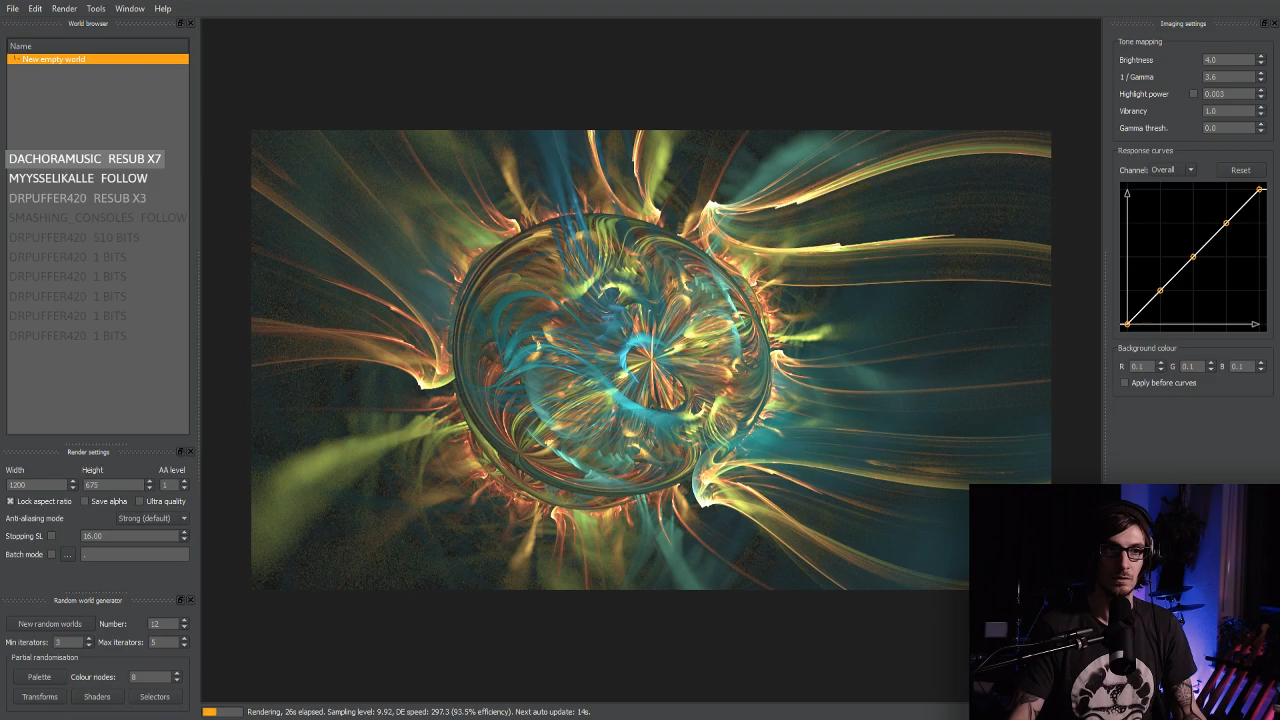 File Edit Render Tools Window Help
World browser
Name
New empty world
DACHORAMUSIC RESUB X7
MYYSSELIKALLE FOLLOW
DRPUFFER420 RESUB X3
SMASHING_CONSOLES FOLLOW
DRPUFFER420 510 BITS
DRPUFFER420 1 BITS
DRPUFFER420 1 BITS
DRPUFFER420 1 BITS
DRPUFFER420 1 BITS
DRPUFFER420 1 BITS
Render settings
Width Height AA level
1200 675 1
Lock aspect ratio Save alpha Ultra quality
Anti-aliasing mode Strong (default)
Stopping SL 16.00
Batch mode ... .
Random world generator
New random worlds Number: 12
Min iterators: 3 Max iterators: 5
Partial randomisation
Palette Colour nodes: 8
Transforms Shaders Selectors
Rendering, 26s elapsed. Sampling level: 9.92, DE speed: 297.3 (93.5% efficiency). Next auto update: 14s.
Imaging settings
Tone mapping
Brightness 4.0
1 / Gamma 3.6
Highlight power 0.003
Vibrancy 1.0
Gamma thresh. 0.0
Response curves
Channel: Overall Reset
Background colour
R 0.1 G 0.1 B 0.1
Apply before curves